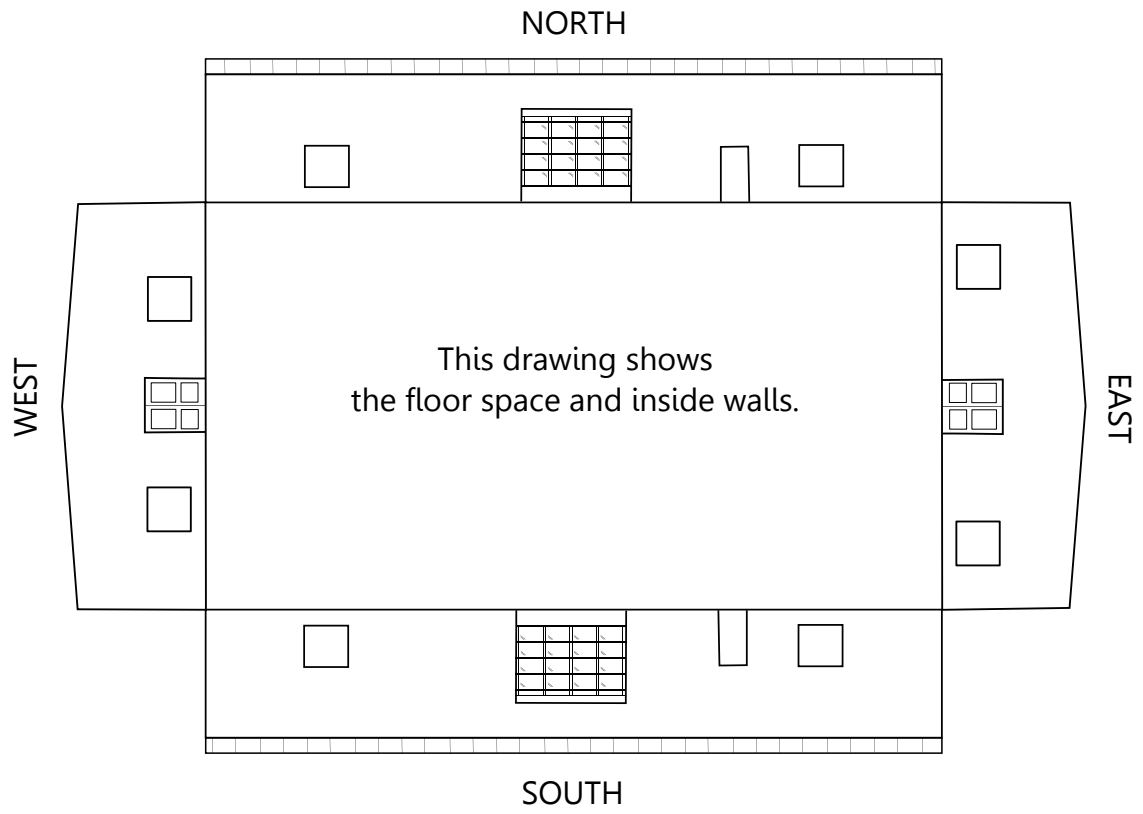 NORTH
WEST
This drawing shows
the floor space and inside walls.
EAST
SOUTH